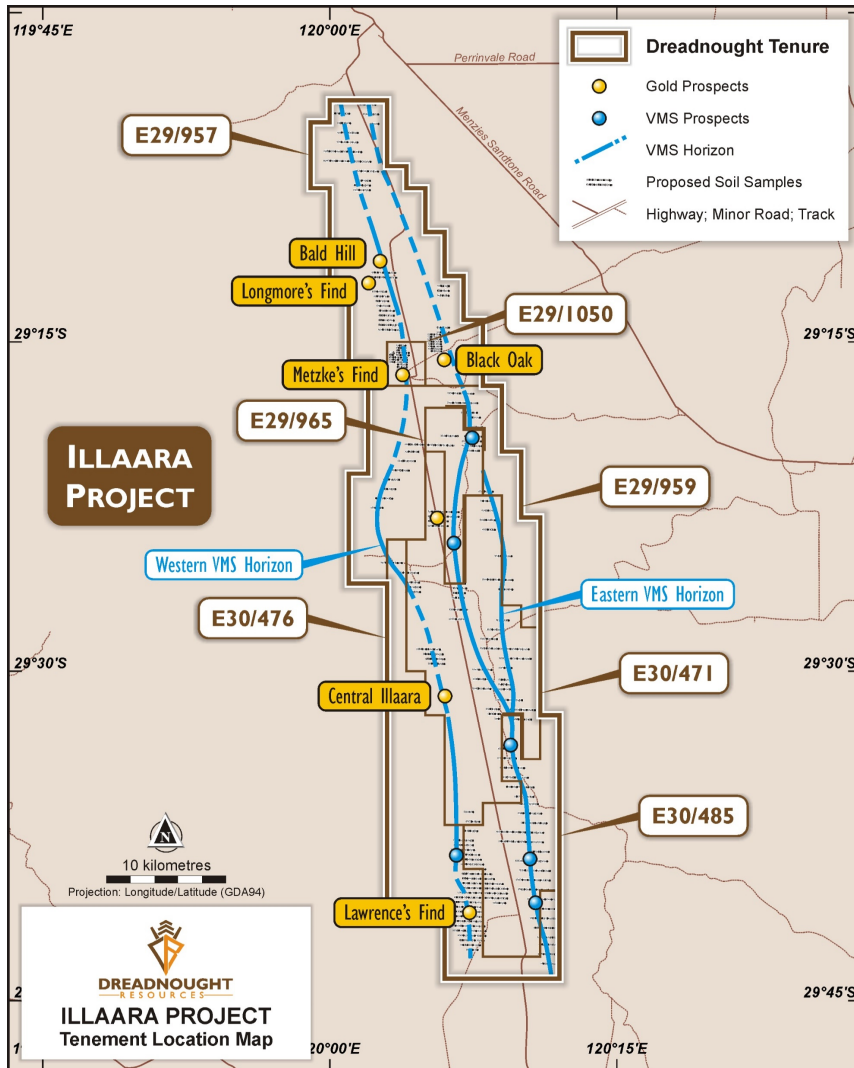 119°45'E
120°00'E
Dreadnought Tenure
Gold Prospects
VMS Prospects
VMS Horizon
Proposed Soil Samples
Highway; Minor Road; Track
Perrinvale Road
Menzies Sandtone Road
E29/957
Bald Hill
Longmore's Find
29°15'S
E29/1050
29°15'S
Black Oak
Metzke's Find
E29/965
ILLAARA
PROJECT
E29/959
Western VMS Horizon
Eastern VMS Horizon
E30/476
29°30'S
E30/471
29°30'S
Central Illaara
E30/485
N
10 kilometres
Projection: Longitude/Latitude (GDA94)
Lawrence's Find
DREADNOUGHT
RESOURCES
ILLAARA PROJECT
Tenement Location Map
29°45'S
120°00'E
120°15'E